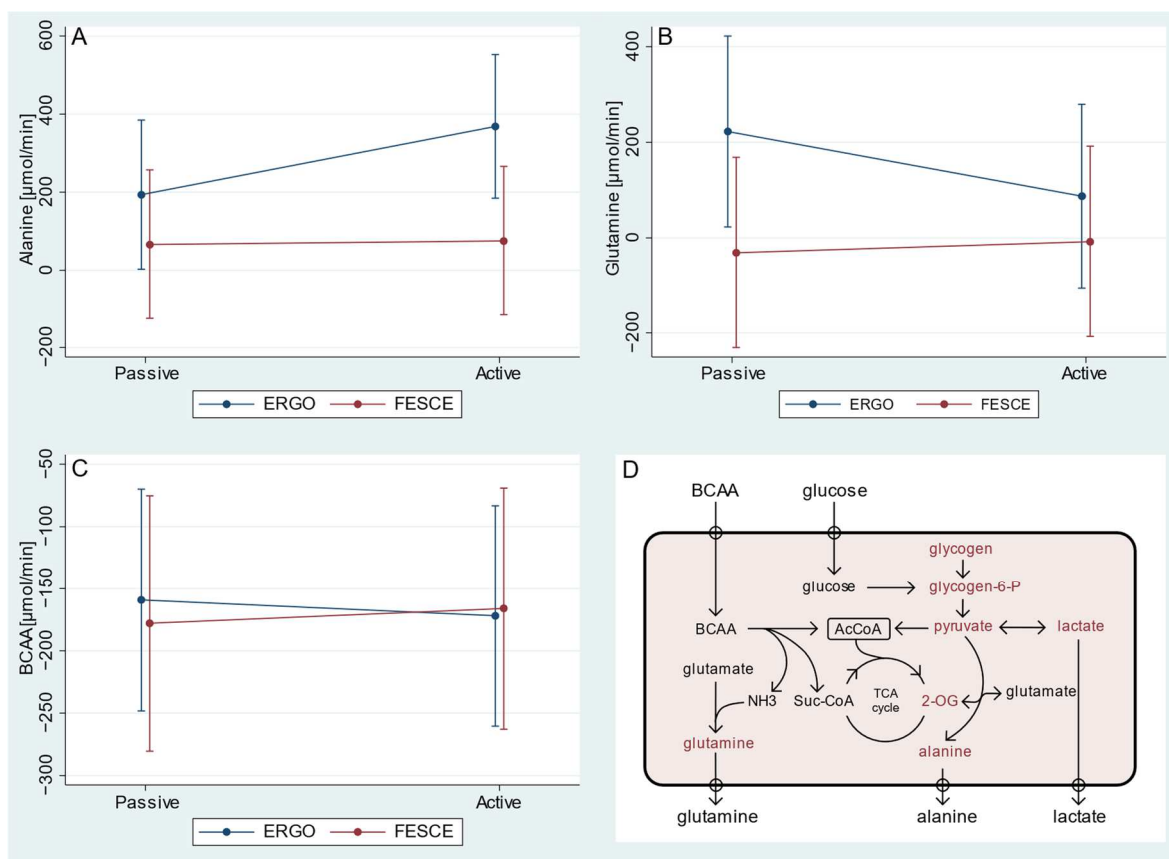 A
Alanine [µmol/min]
600
400
200
0
−200
Passive
Active
ERGO
FESCE
B
Glutamine [µmol/min]
400
200
0
−200
Passive
Active
ERGO
FESCE
C
BCAA[µmol/min]
−50
−100
−150
−200
−250
−300
Passive
Active
ERGO
FESCE
D
BCAA glucose
glycogen
glucose glycogen-6-P
BCAA AcCoA pyruvate lactate
glutamate
NH3 Suc-CoA TCA cycle 2-OG glutamate
glutamine
alanine
glutamine alanine lactate